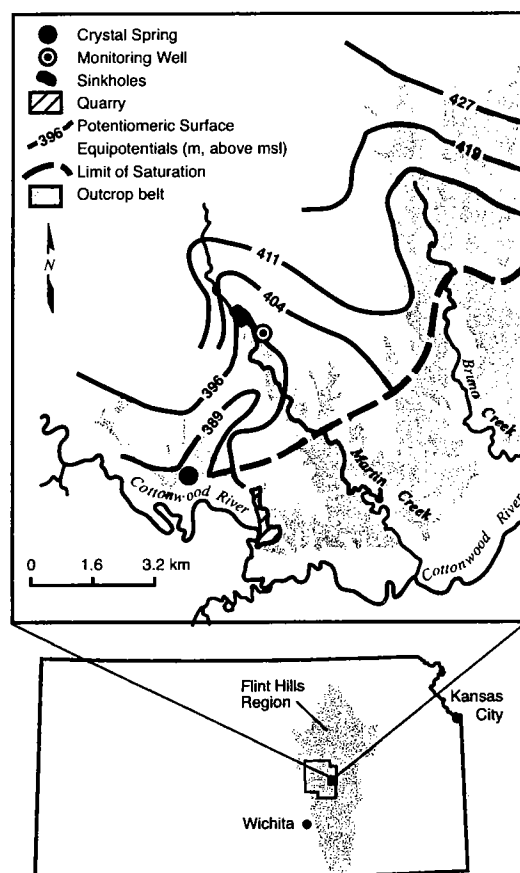 Crystal Spring
Monitoring Well
Sinkholes
Quarry
396 Potentiomeric Surface
Equipotentials (m, above msl)
Limit of Saturation
Outcrop belt
N
427
419
411
404
396
389
Bruno Creek
Martin Creek
Cottonwood River
Cottonwood River
0 1.6 3.2 km
Flint Hills
Region
Kansas
City
Wichita